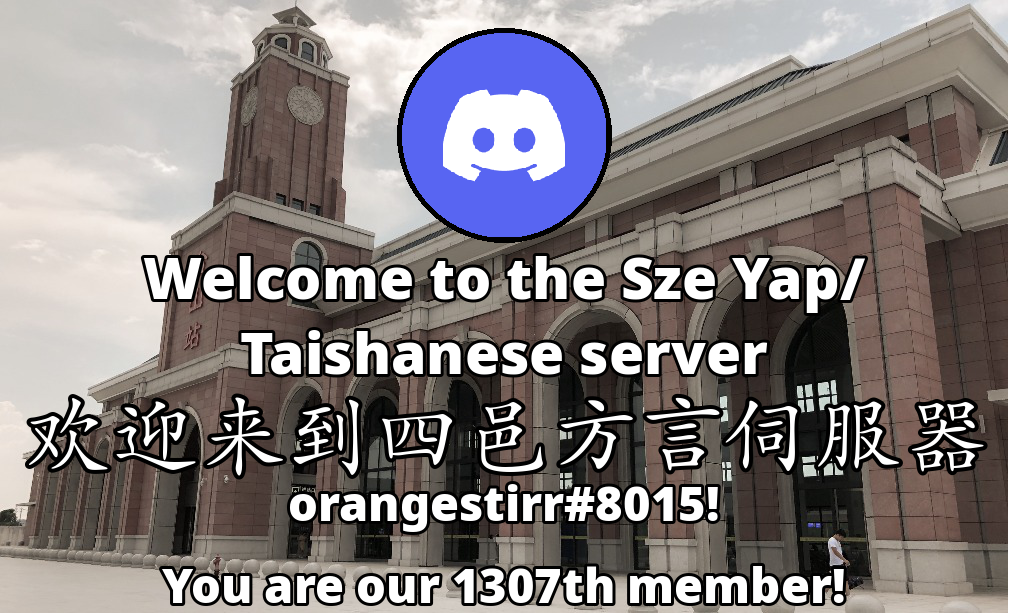 Welcome to the Sze Yap/
Taishanese server
欢迎来到四邑方言伺服器
orangestirr#8015!
You are our 1307th member!
站